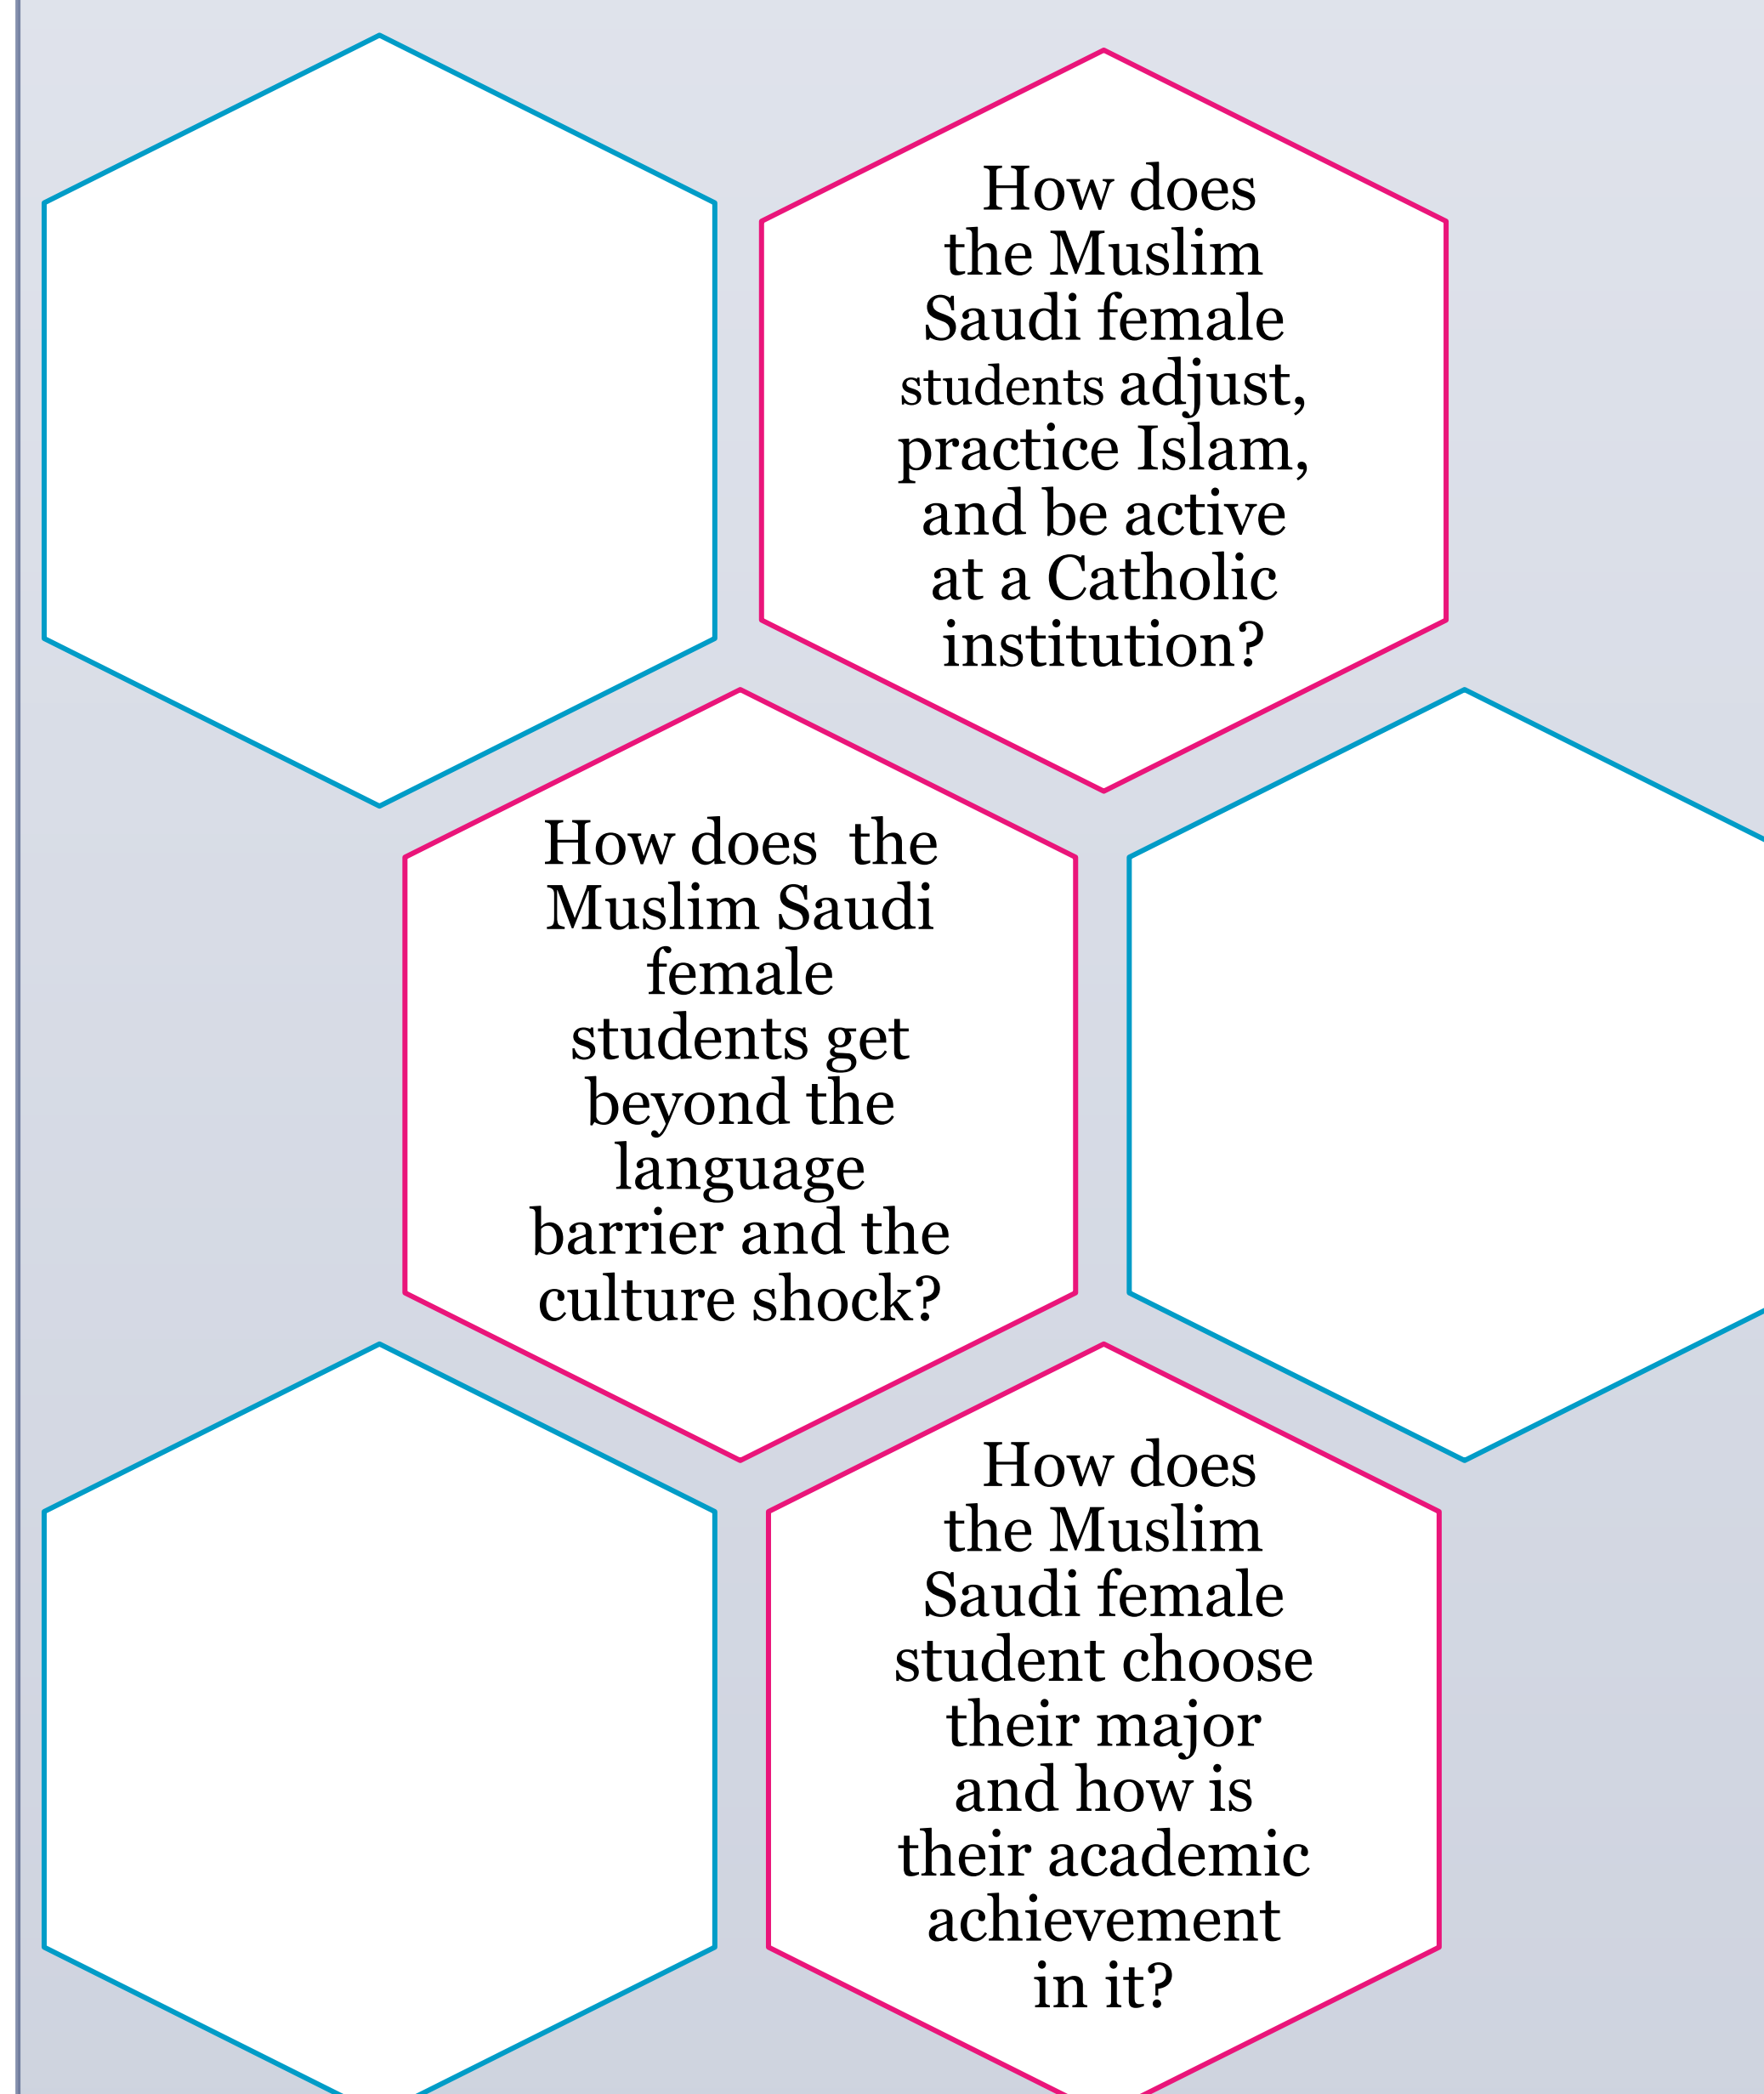 How does
the Muslim
Saudi female
students adjust,
practice Islam,
and be active
at a Catholic
institution?
How does  the
Muslim Saudi
female
students get
beyond the
language
barrier and the
culture shock?
How does
the Muslim
Saudi female
student choose
their major
and how is
their academic
achievement
in it?